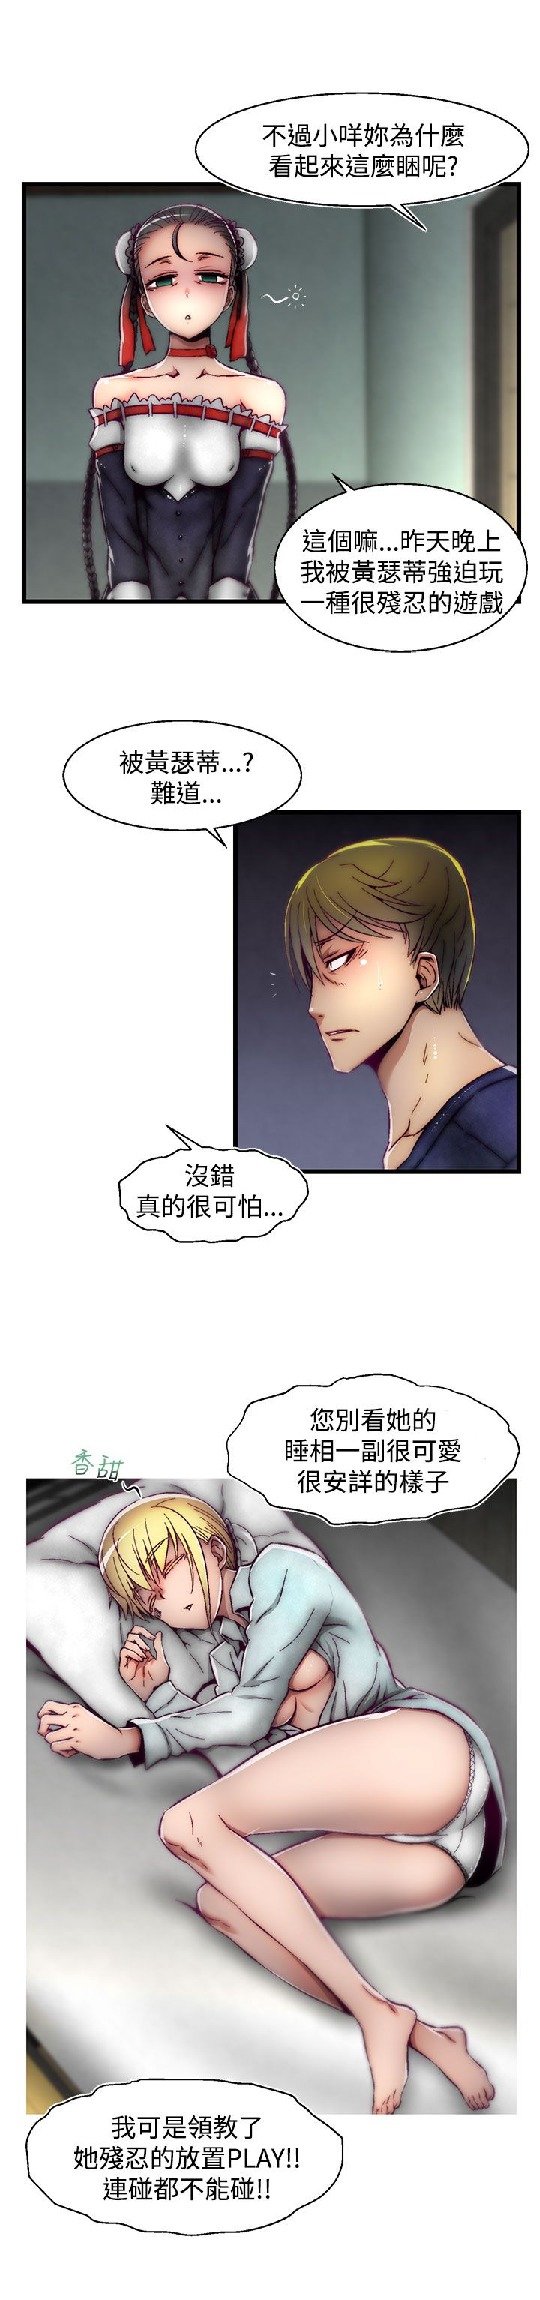 不過小咩妳為什麼
看起來這麼睏呢?
這個嘛...昨天晚上
我被黃瑟蒂強迫玩
一種很殘忍的遊戲
被黃瑟蒂...?
難道...
沒錯
真的很可怕...
您別看她的
睡相一副很可愛
很安詳的樣子
香甜
我可是領教了
她殘忍的放置PLAY!!
連碰都不能碰!!